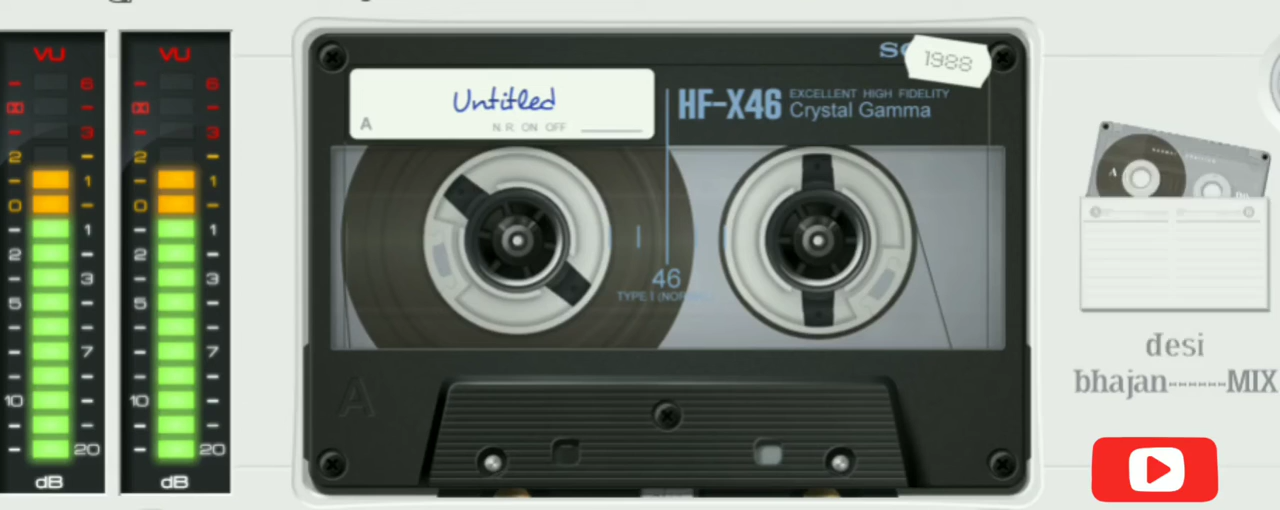 VU
VU
Untitled
A
N.R. ON OFF
1988
HF-X46
EXCELLENT HIGH FIDELITY
Crystal Gamma
46
TYPE I
A
6
3
2
1
0
1
2
3
5
7
10
20
dB
6
3
2
1
0
1
2
3
5
7
10
20
dB
A
B
desi
bhajan------MIX